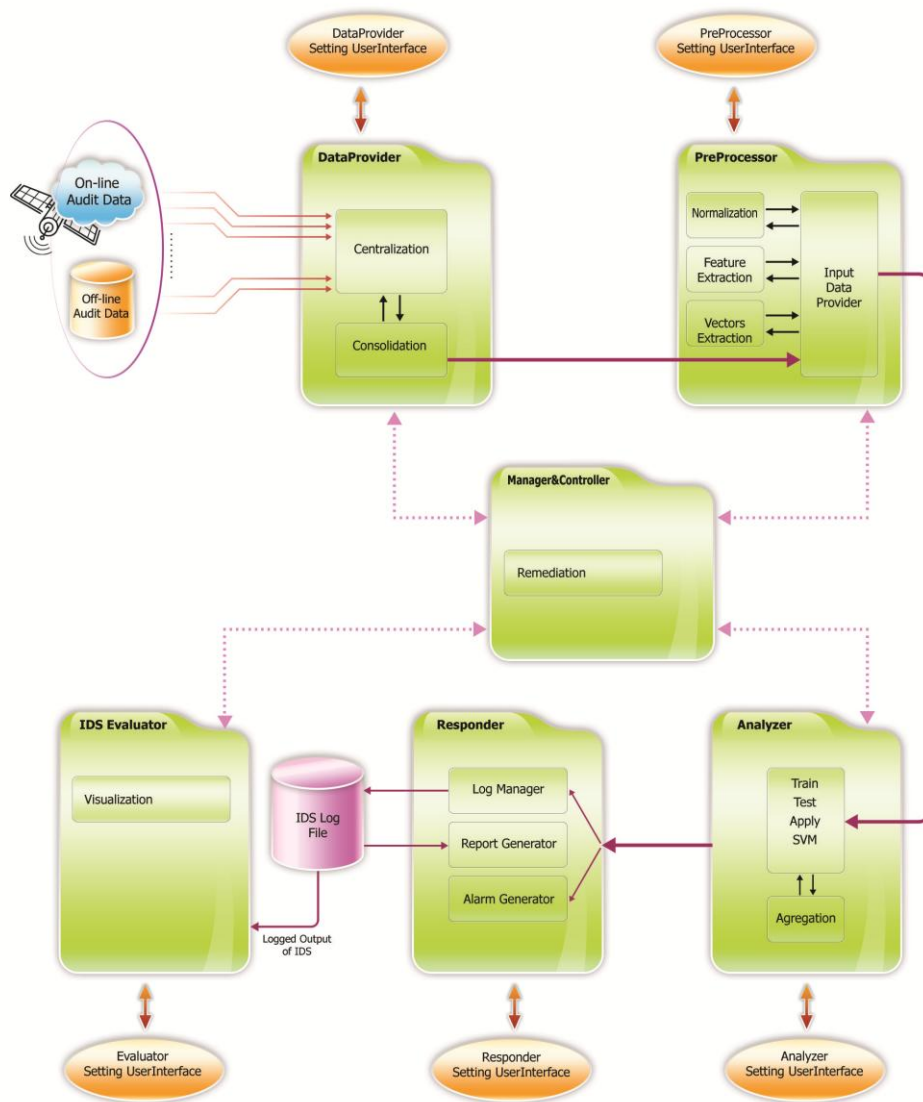 DataProvider
Setting UserInterface
PreProcessor
Setting UserInterface
On-line
Audit Data
Off-line
Audit Data
DataProvider
Centralization
Consolidation
PreProcessor
Normalization
Feature
Extraction
Vectors
Extraction
Input
Data
Provider
Manager&Controller
Remediation
IDS Evaluator
Visualization
IDS Log
File
Logged Output
of IDS
Responder
Log Manager
Report Generator
Alarm Generator
Analyzer
Train
Test
Apply
SVM
Agregation
Evaluator
Setting UserInterface
Responder
Setting UserInterface
Analyzer
Setting UserInterface